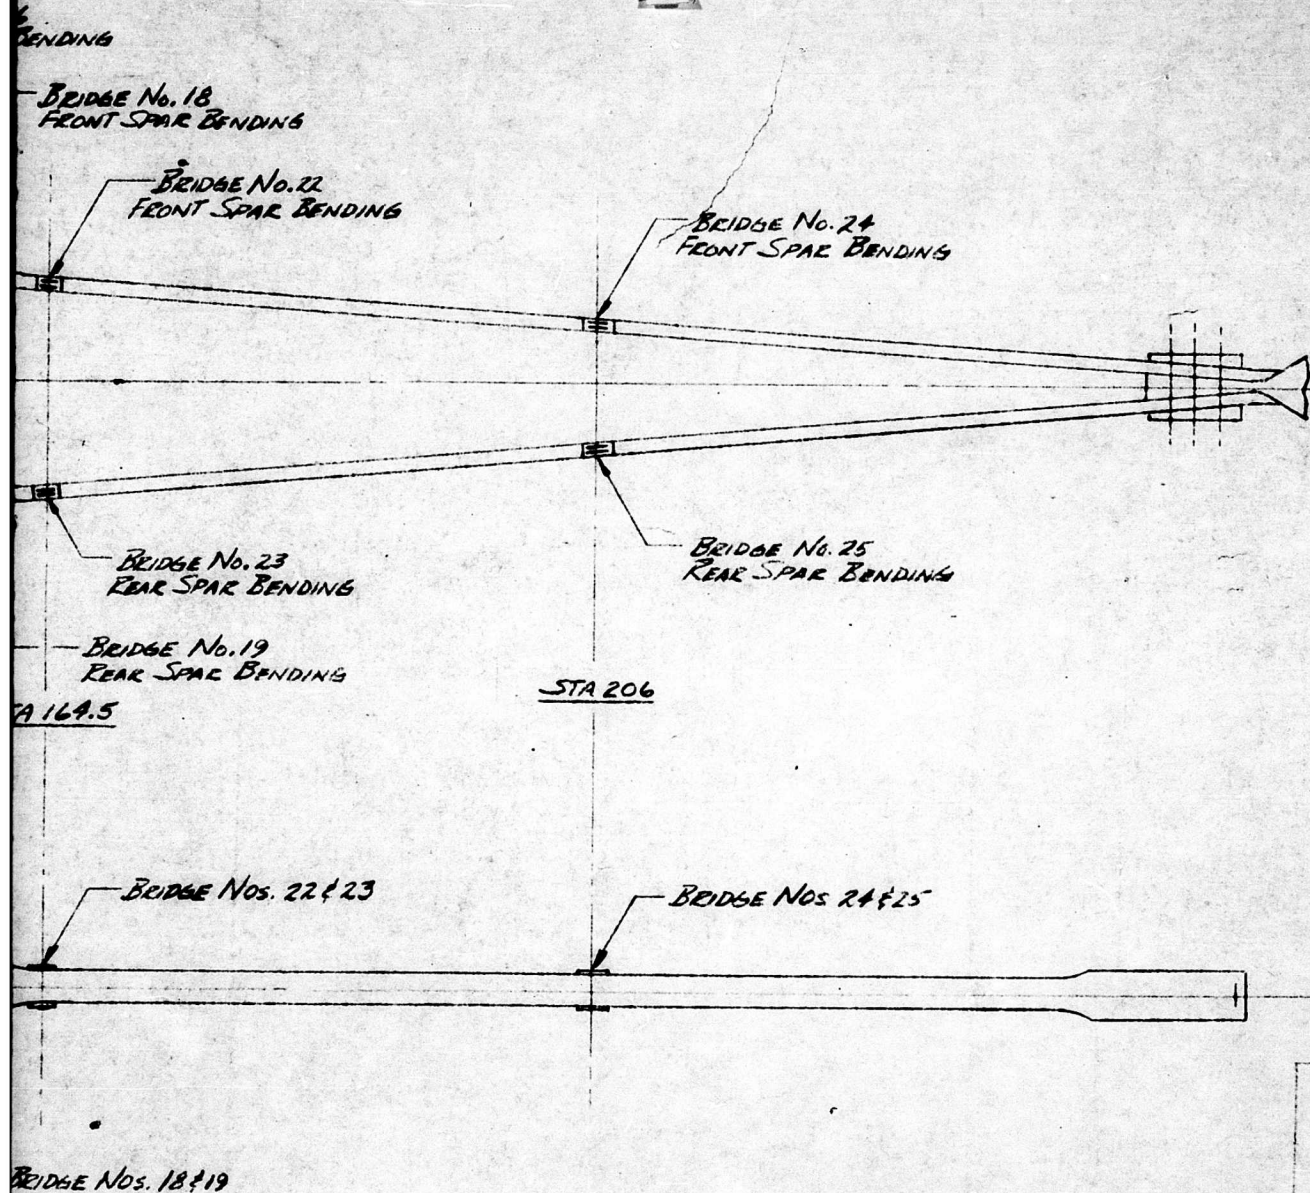 BENDING
BRIDGE No. 18
FRONT SPAR BENDING
BRIDGE No. 22
FRONT SPAR BENDING
BRIDGE No. 24
FRONT SPAR BENDING
BRIDGE No. 23
REAR SPAR BENDING
BRIDGE No. 25
REAR SPAR BENDING
BRIDGE No. 19
REAR SPAR BENDING
STA 206
TA 164.5
BRIDGE NOS. 22 & 23
BRIDGE NOS 24 & 25
BRIDGE NOS. 18 & 19